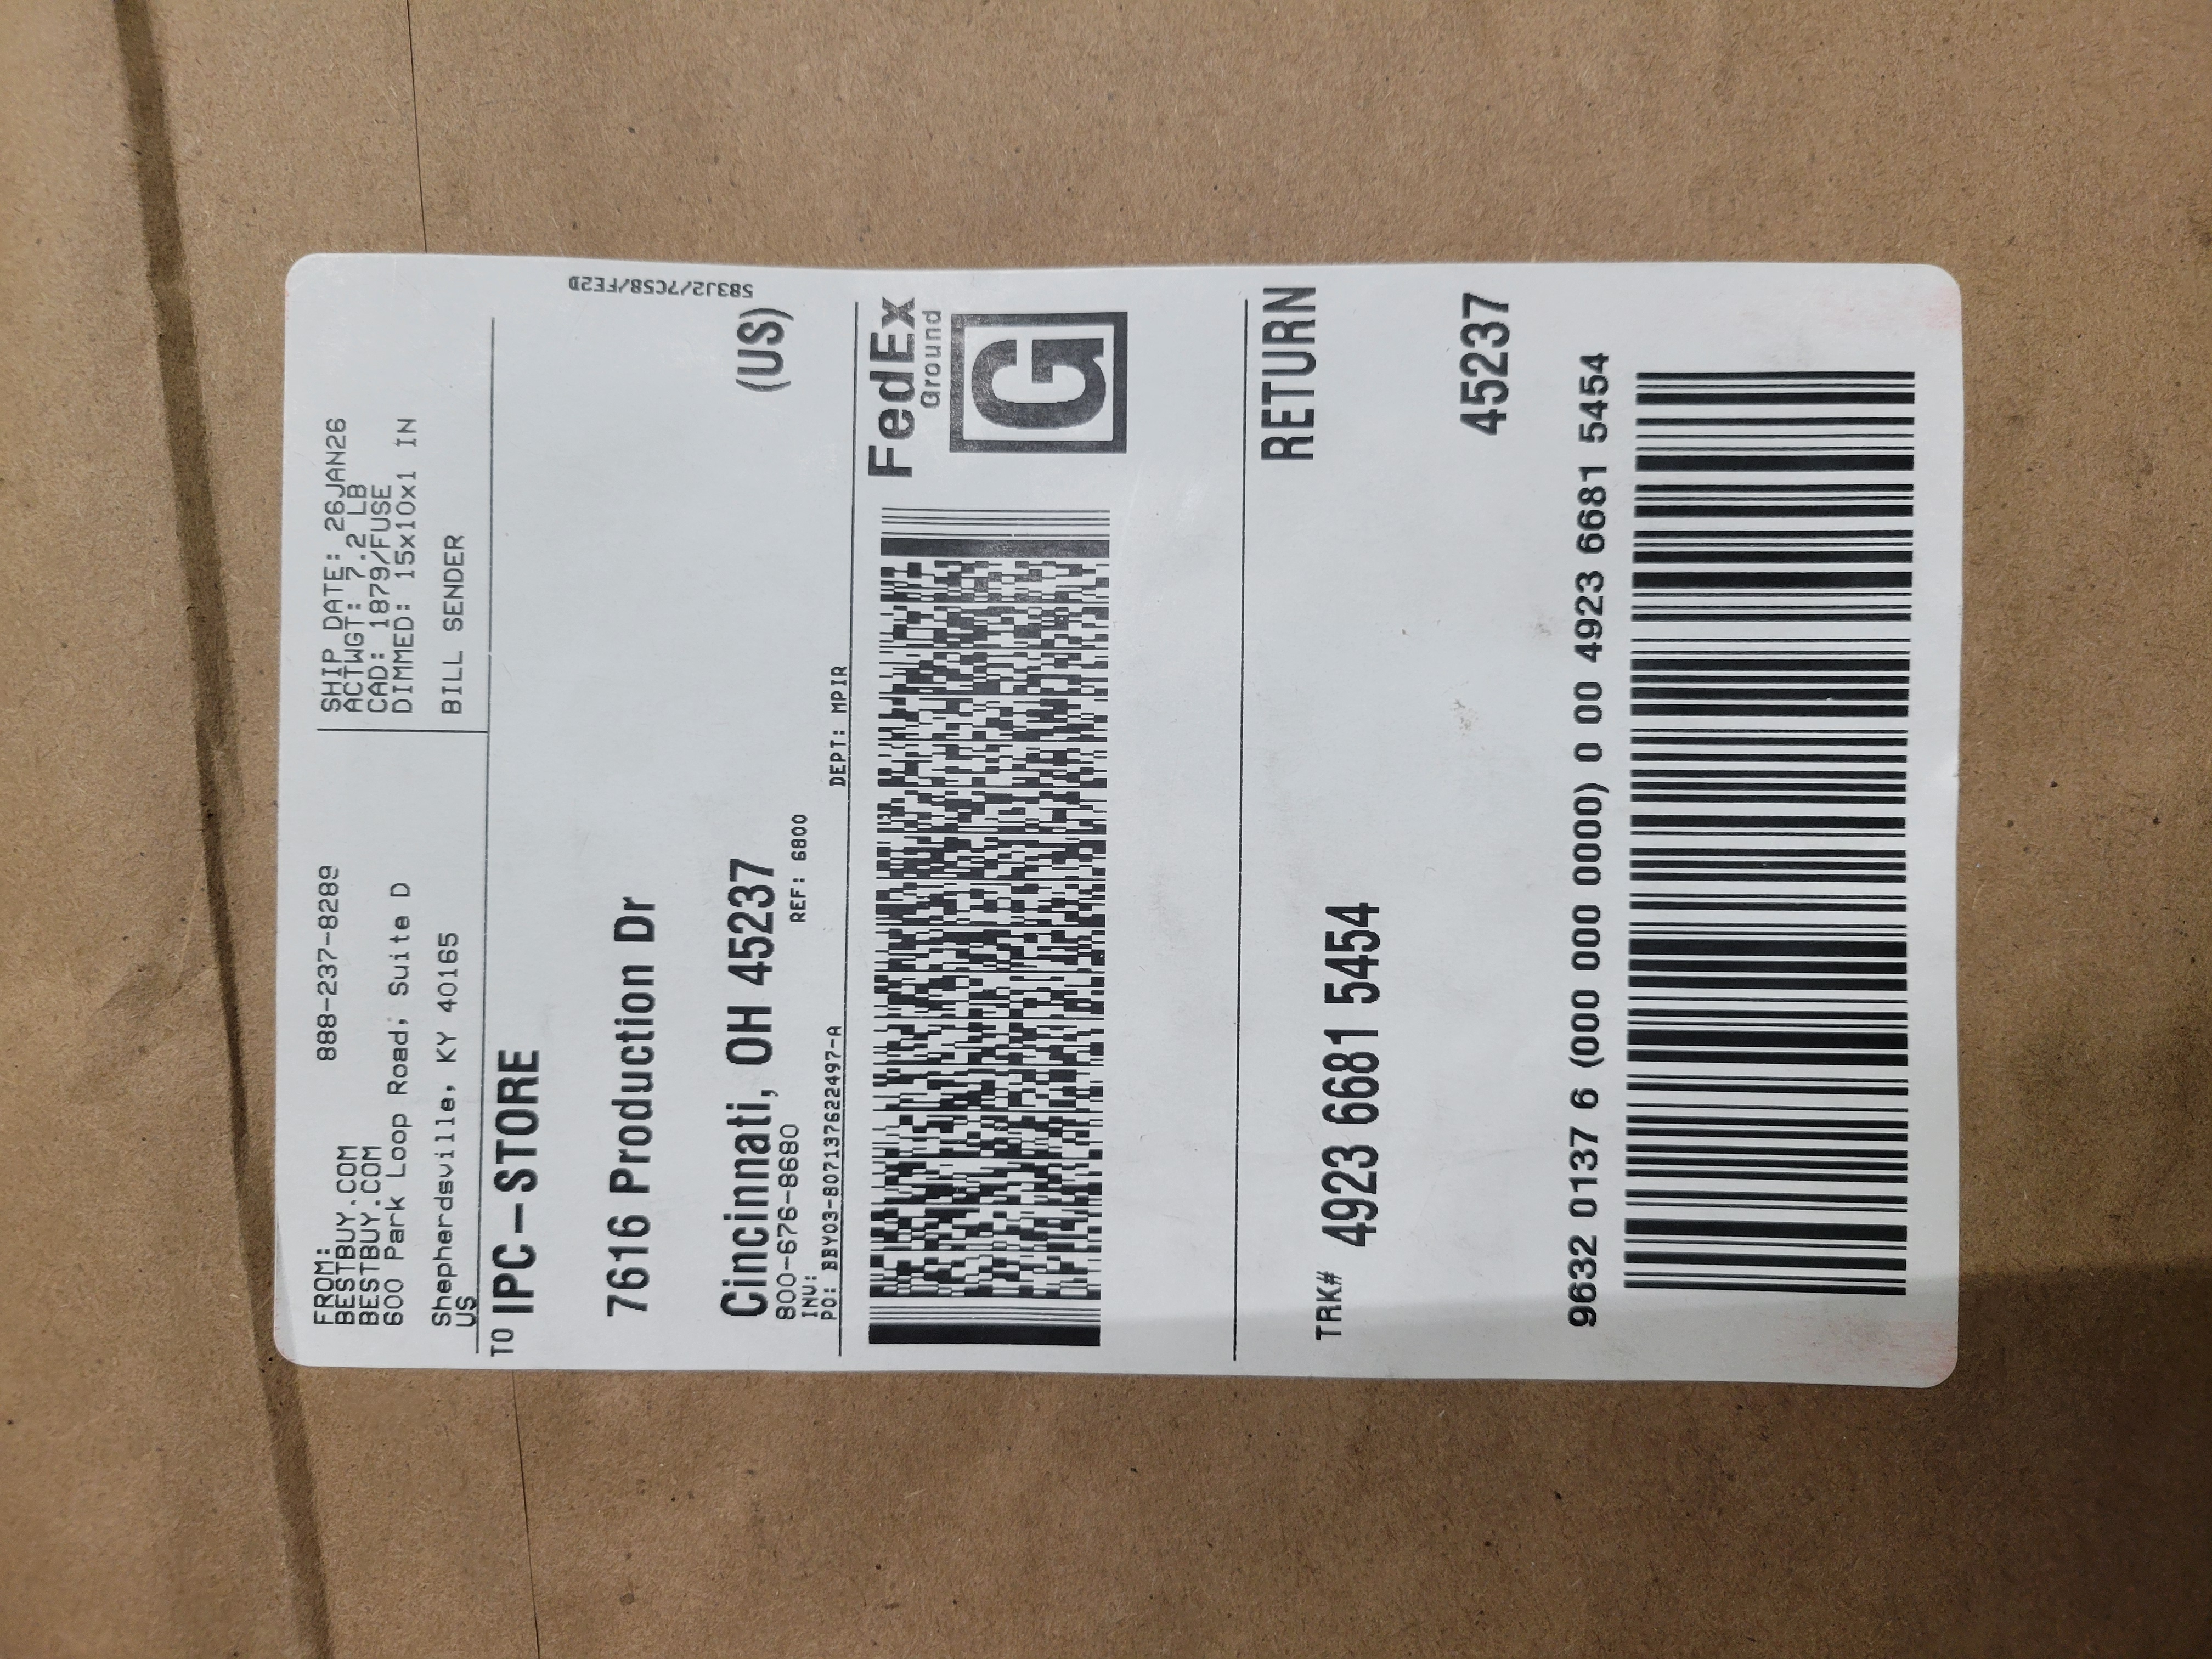 FROM: 888-237-8289
BESTBUY.COM
BESTBUY.COM
600 Park Loop Road, Suite D
Shepherdsville, KY 40165
US
SHIP DATE: 26JAN26
ACTWGT: 7.2 LB
CAD: 1879/FUSE
DIMMED: 15x10x1 IN
BILL SENDER
TO IPC-STORE
7616 Production Dr
Cincinnati, OH 45237 (US)
800-676-8680 REF: 6800
INV:
PO: BBY03-807137622497-A DEPT: MPIR
583J2/7C58/FE2D
FedEx
Ground
G
RETURN
TRK# 4923 6681 5454
45237
9632 0137 6 (000 000 0000) 0 00 4923 6681 5454